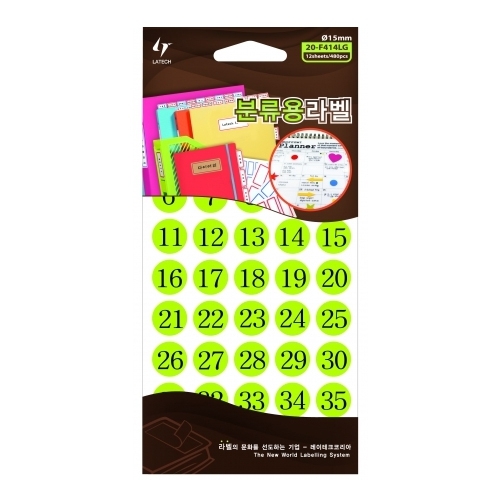 LATECH
Ø15mm
20-F414LG
12sheets/480pcs
분류용라벨
Planner
6 7
11 12 13 14 15
16 17 18 19 20
21 22 23 24 25
26 27 28 29 30
32 33 34 35
라벨의 문화를 선도하는 기업 - 레이테크코리아
The New World Labelling System